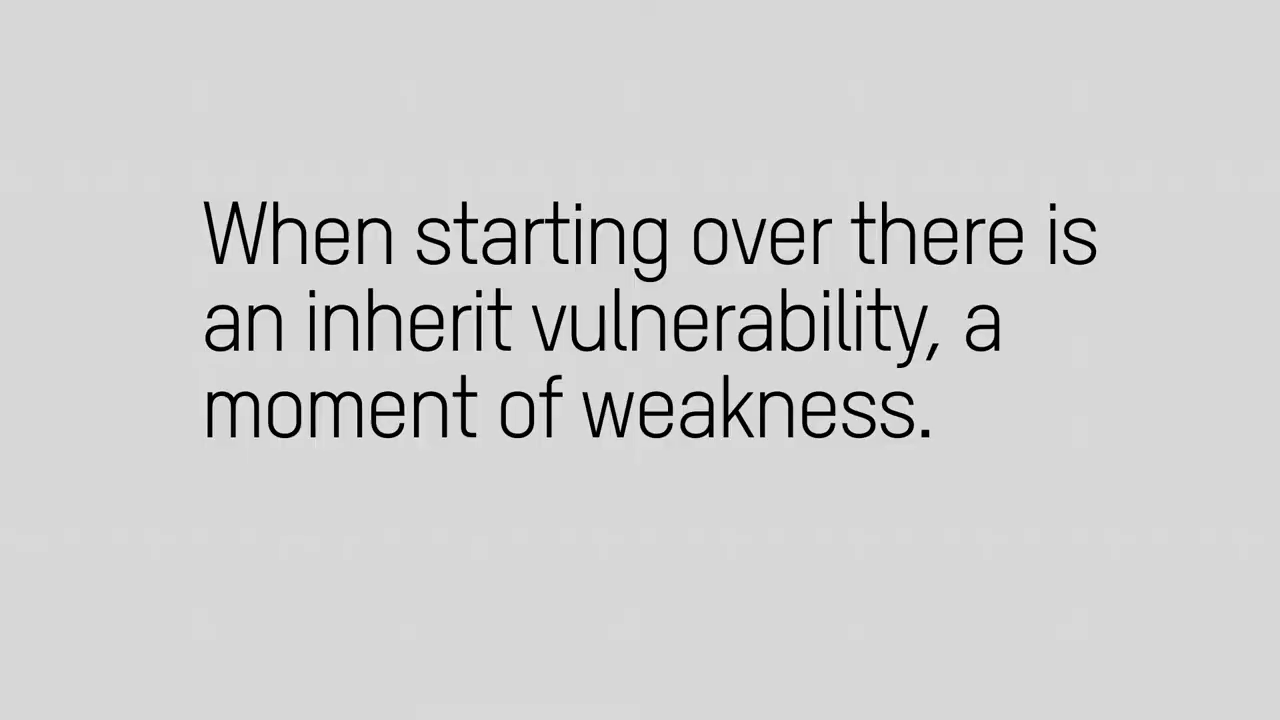 When starting over there is
an inherit vulnerability, a
moment of weakness.